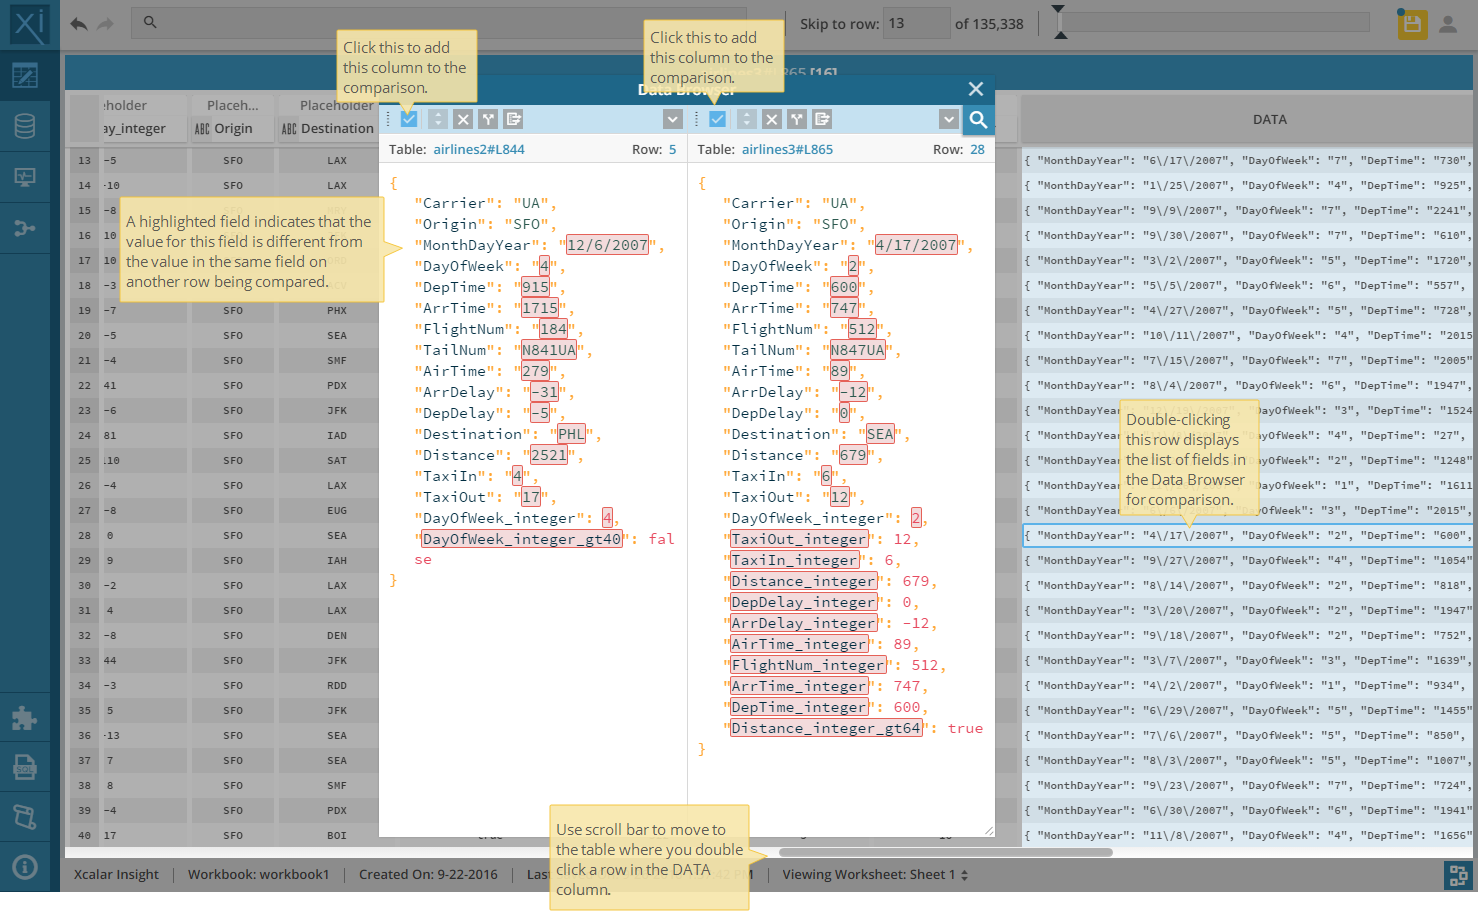 Xi
Skip to row: 13 of 135,338
Click this to add
this column to the
comparison.
Click this to add
this column to the
comparison.
L865 [16]
Data Browser
eholder
ay_integer
Placeh...
ABC Origin
Placeholder
ABC Destination
DATA
Table: airlines2#L844 Row: 5
Table: airlines3#L865 Row: 28
{
"Carrier": "UA",
"Origin": "SFO",
"MonthDayYear": "12/6/2007",
"DayOfWeek": "4",
"DepTime": "915",
"ArrTime": "1715",
"FlightNum": "184",
"TailNum": "N841UA",
"AirTime": "279",
"ArrDelay": "-31",
"DepDelay": "-5",
"Destination": "PHL",
"Distance": "2521",
"TaxiIn": "4",
"TaxiOut": "17",
"DayOfWeek_integer": 4,
"DayOfWeek_integer_gt40": fal
se
}
{
"Carrier": "UA",
"Origin": "SFO",
"MonthDayYear": "4/17/2007",
"DayOfWeek": "2",
"DepTime": "600",
"ArrTime": "747",
"FlightNum": "512",
"TailNum": "N847UA",
"AirTime": "89",
"ArrDelay": "-12",
"DepDelay": "0",
"Destination": "SEA",
"Distance": "679",
"TaxiIn": "6",
"TaxiOut": "12",
"DayOfWeek_integer": 2,
"TaxiOut_integer": 12,
"TaxiIn_integer": 6,
"Distance_integer": 679,
"DepDelay_integer": 0,
"ArrDelay_integer": -12,
"AirTime_integer": 89,
"FlightNum_integer": 512,
"ArrTime_integer": 747,
"DepTime_integer": 600,
"Distance_integer_gt64": true
}
A highlighted field indicates that the
value for this field is different from
the value in the same field on
another row being compared.
13 -5 SFO LAX
14 -10 SFO LAX
15 -8
16 10
17 10
18 -3
19 -7 SFO PHX
20 -5 SFO SEA
21 -4 SFO SMF
22 41 SFO PDX
23 -6 SFO JFK
24 81 SFO IAD
25 110 SFO SAT
26 -4 SFO LAX
27 -8 SFO EUG
28 0 SFO SEA
29 9 SFO IAH
30 -2 SFO LAX
31 4 SFO LAX
32 -8 SFO DEN
33 44 SFO JFK
34 -3 SFO RDD
35 5 SFO JFK
36 -13 SFO SEA
37 7 SFO SEA
38 8 SFO SMF
39 -4 SFO PDX
40 17 SFO BOI
{ "MonthDayYear": "6\/17\/2007", "DayOfWeek": "7", "DepTime": "730",
{ "MonthDayYear": "1\/25\/2007", "DayOfWeek": "4", "DepTime": "925",
{ "MonthDayYear": "9\/9\/2007", "DayOfWeek": "7", "DepTime": "2241",
{ "MonthDayYear": "9\/30\/2007", "DayOfWeek": "7", "DepTime": "610",
{ "MonthDayYear": "3\/2\/2007", "DayOfWeek": "5", "DepTime": "1720",
{ "MonthDayYear": "5\/5\/2007", "DayOfWeek": "6", "DepTime": "557",
{ "MonthDayYear": "4\/27\/2007", "DayOfWeek": "5", "DepTime": "728",
{ "MonthDayYear": "10\/11\/2007", "DayOfWeek": "4", "DepTime": "2015
{ "MonthDayYear": "7\/15\/2007", "DayOfWeek": "7", "DepTime": "2005"
{ "MonthDayYear": "8\/4\/2007", "DayOfWeek": "6", "DepTime": "1947",
{ "MonthDayYear": "DayOfWeek": "3", "DepTime": "1524
{ "MonthDay "4", "DepTime": "27",
{ "MonthDay "2", "DepTime": "1248"
{ "MonthDay "1", "DepTime": "1611
{ "MonthDay "3", "DepTime": "2015",
{ "MonthDayYear": "4\/17\/2007", "DayOfWeek": "2", "DepTime": "600",
{ "MonthDayYear": "9\/27\/2007", "DayOfWeek": "4", "DepTime": "1054"
{ "MonthDayYear": "8\/14\/2007", "DayOfWeek": "2", "DepTime": "818",
{ "MonthDayYear": "3\/20\/2007", "DayOfWeek": "2", "DepTime": "1947"
{ "MonthDayYear": "9\/18\/2007", "DayOfWeek": "2", "DepTime": "752",
{ "MonthDayYear": "3\/7\/2007", "DayOfWeek": "3", "DepTime": "1639",
{ "MonthDayYear": "4\/2\/2007", "DayOfWeek": "1", "DepTime": "934",
{ "MonthDayYear": "6\/29\/2007", "DayOfWeek": "5", "DepTime": "1455"
{ "MonthDayYear": "7\/6\/2007", "DayOfWeek": "5", "DepTime": "850",
{ "MonthDayYear": "8\/3\/2007", "DayOfWeek": "5", "DepTime": "1007",
{ "MonthDayYear": "9\/23\/2007", "DayOfWeek": "7", "DepTime": "724",
{ "MonthDayYear": "6\/30\/2007", "DayOfWeek": "6", "DepTime": "1941"
{ "MonthDayYear": "11\/8\/2007", "DayOfWeek": "4", "DepTime": "1656"
Double-clicking
this row displays
the list of fields in
the Data Browser
for comparison.
Use scroll bar to move to
the table where you double
click a row in the DATA
column.
Xcalar Insight Workbook: workbook1 Created On: 9-22-2016 Viewing Worksheet: Sheet 1